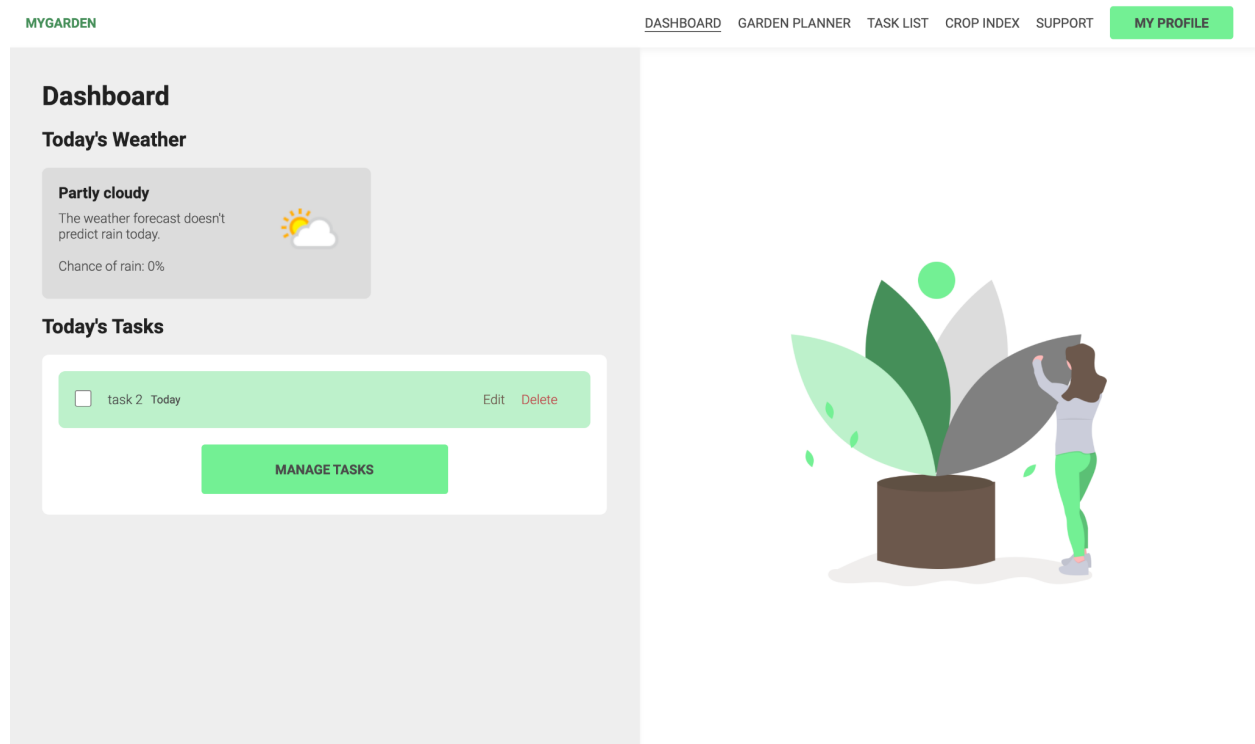 MYGARDEN
DASHBOARD GARDEN PLANNER TASK LIST CROP INDEX SUPPORT MY PROFILE
Dashboard
Today's Weather
Partly cloudy
The weather forecast doesn't
predict rain today.
Chance of rain: 0%
Today's Tasks
task 2 Today Edit Delete
MANAGE TASKS